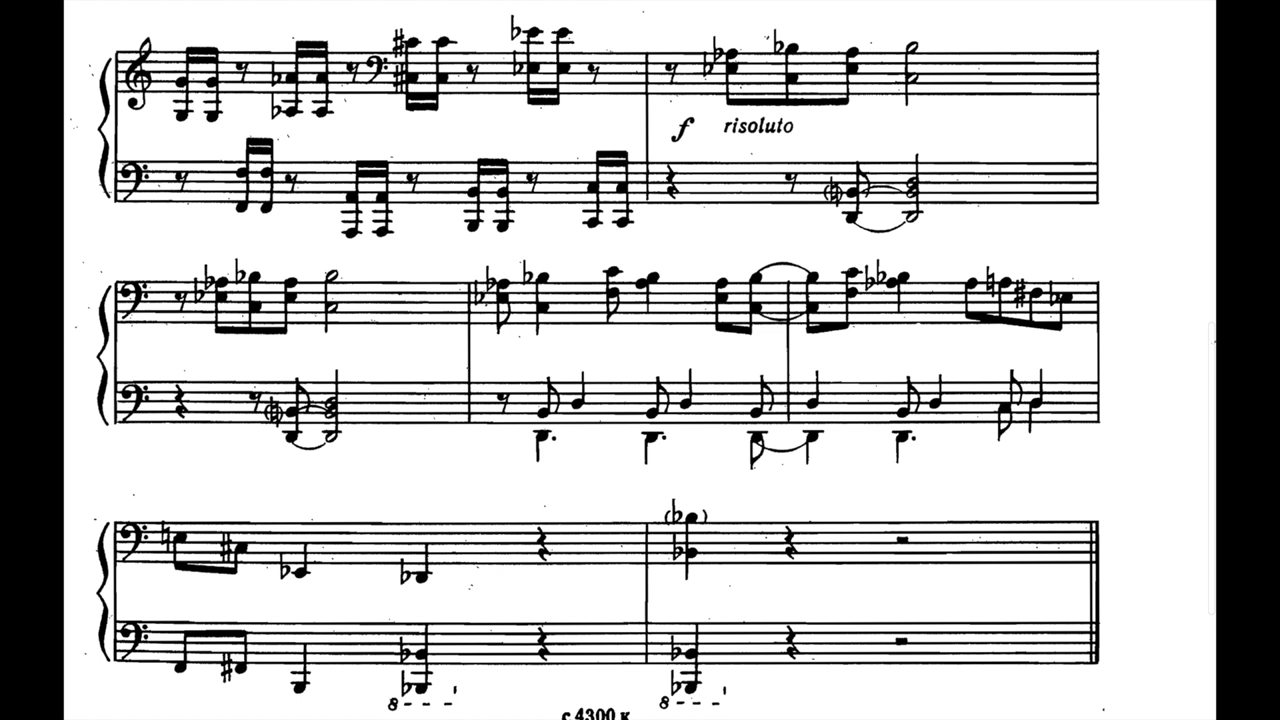 f risoluto
8
8
с 4300 к